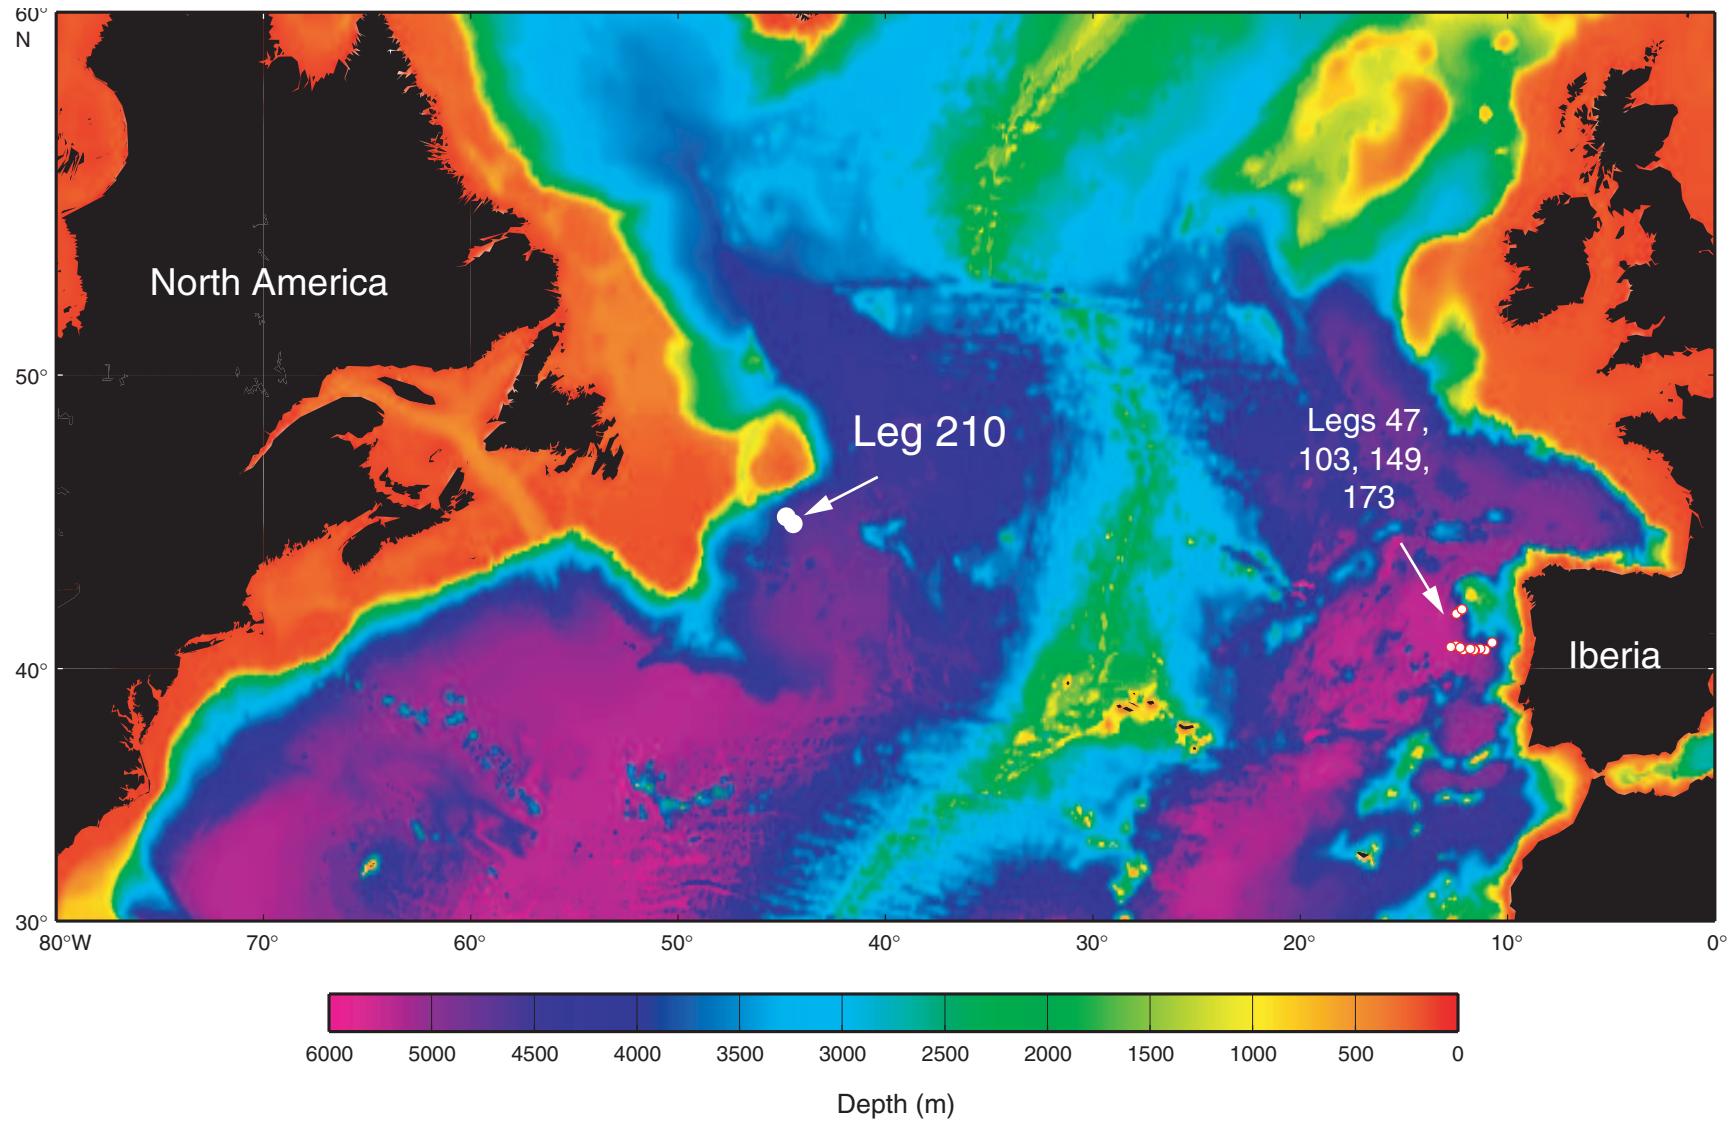 60°
N
North America
50°
Leg 210
Legs 47,
103, 149,
173
Iberia
40°
30°
80°W 70° 60° 50° 40° 30° 20° 10° 0°
6000 5000 4500 4000 3500 3000 2500 2000 1500 1000 500 0
Depth (m)